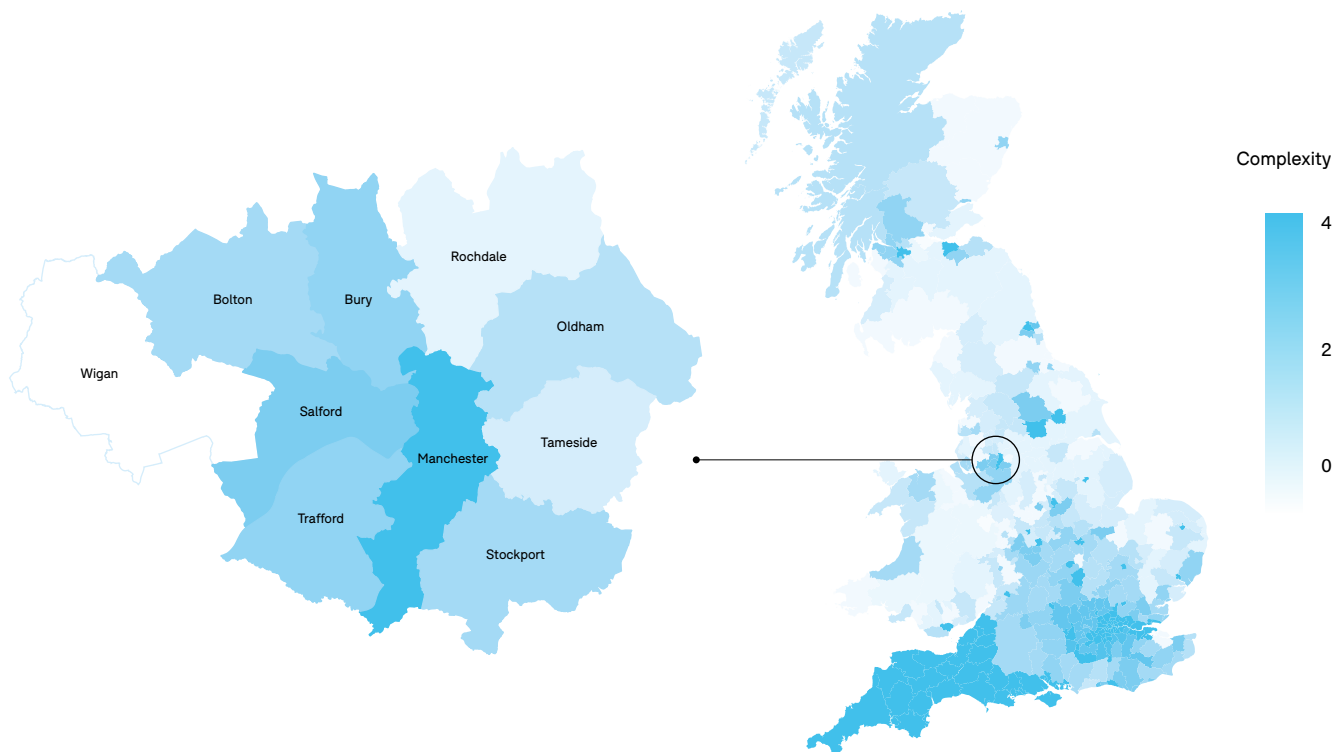 Complexity
4
Rochdale
Bolton
Bury
Oldham
2
Wigan
Salford
Tameside
Manchester
0
Trafford
Stockport